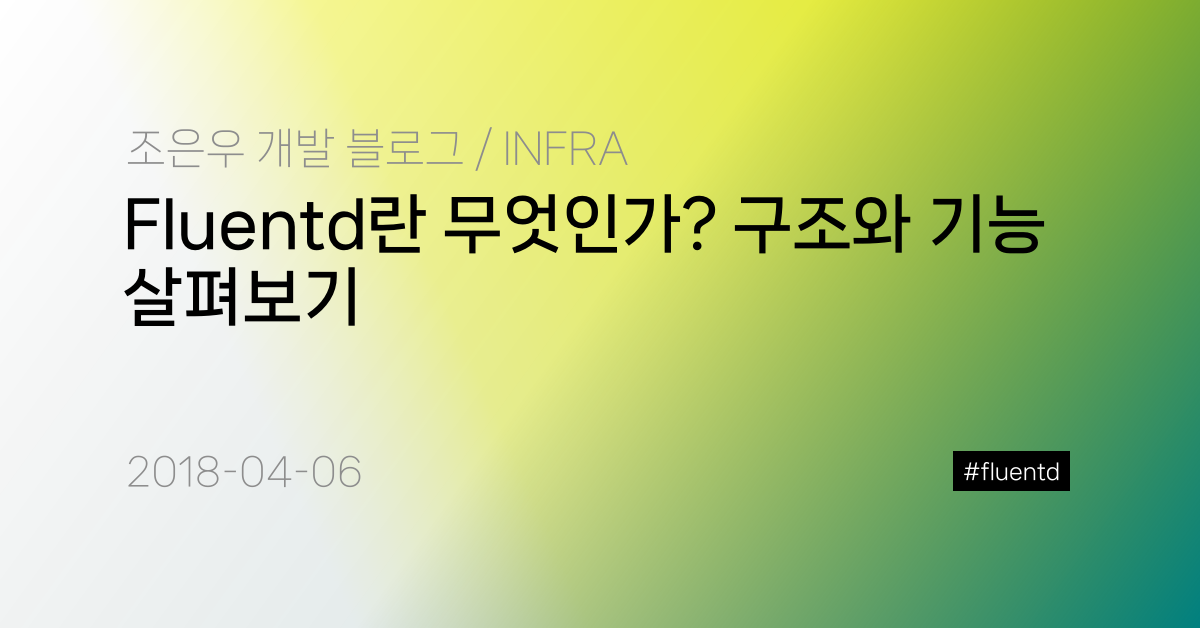 조은우 개발 블로그 / INFRA
Fluentd란 무엇인가? 구조와 기능
살펴보기
2018-04-06
#fluentd